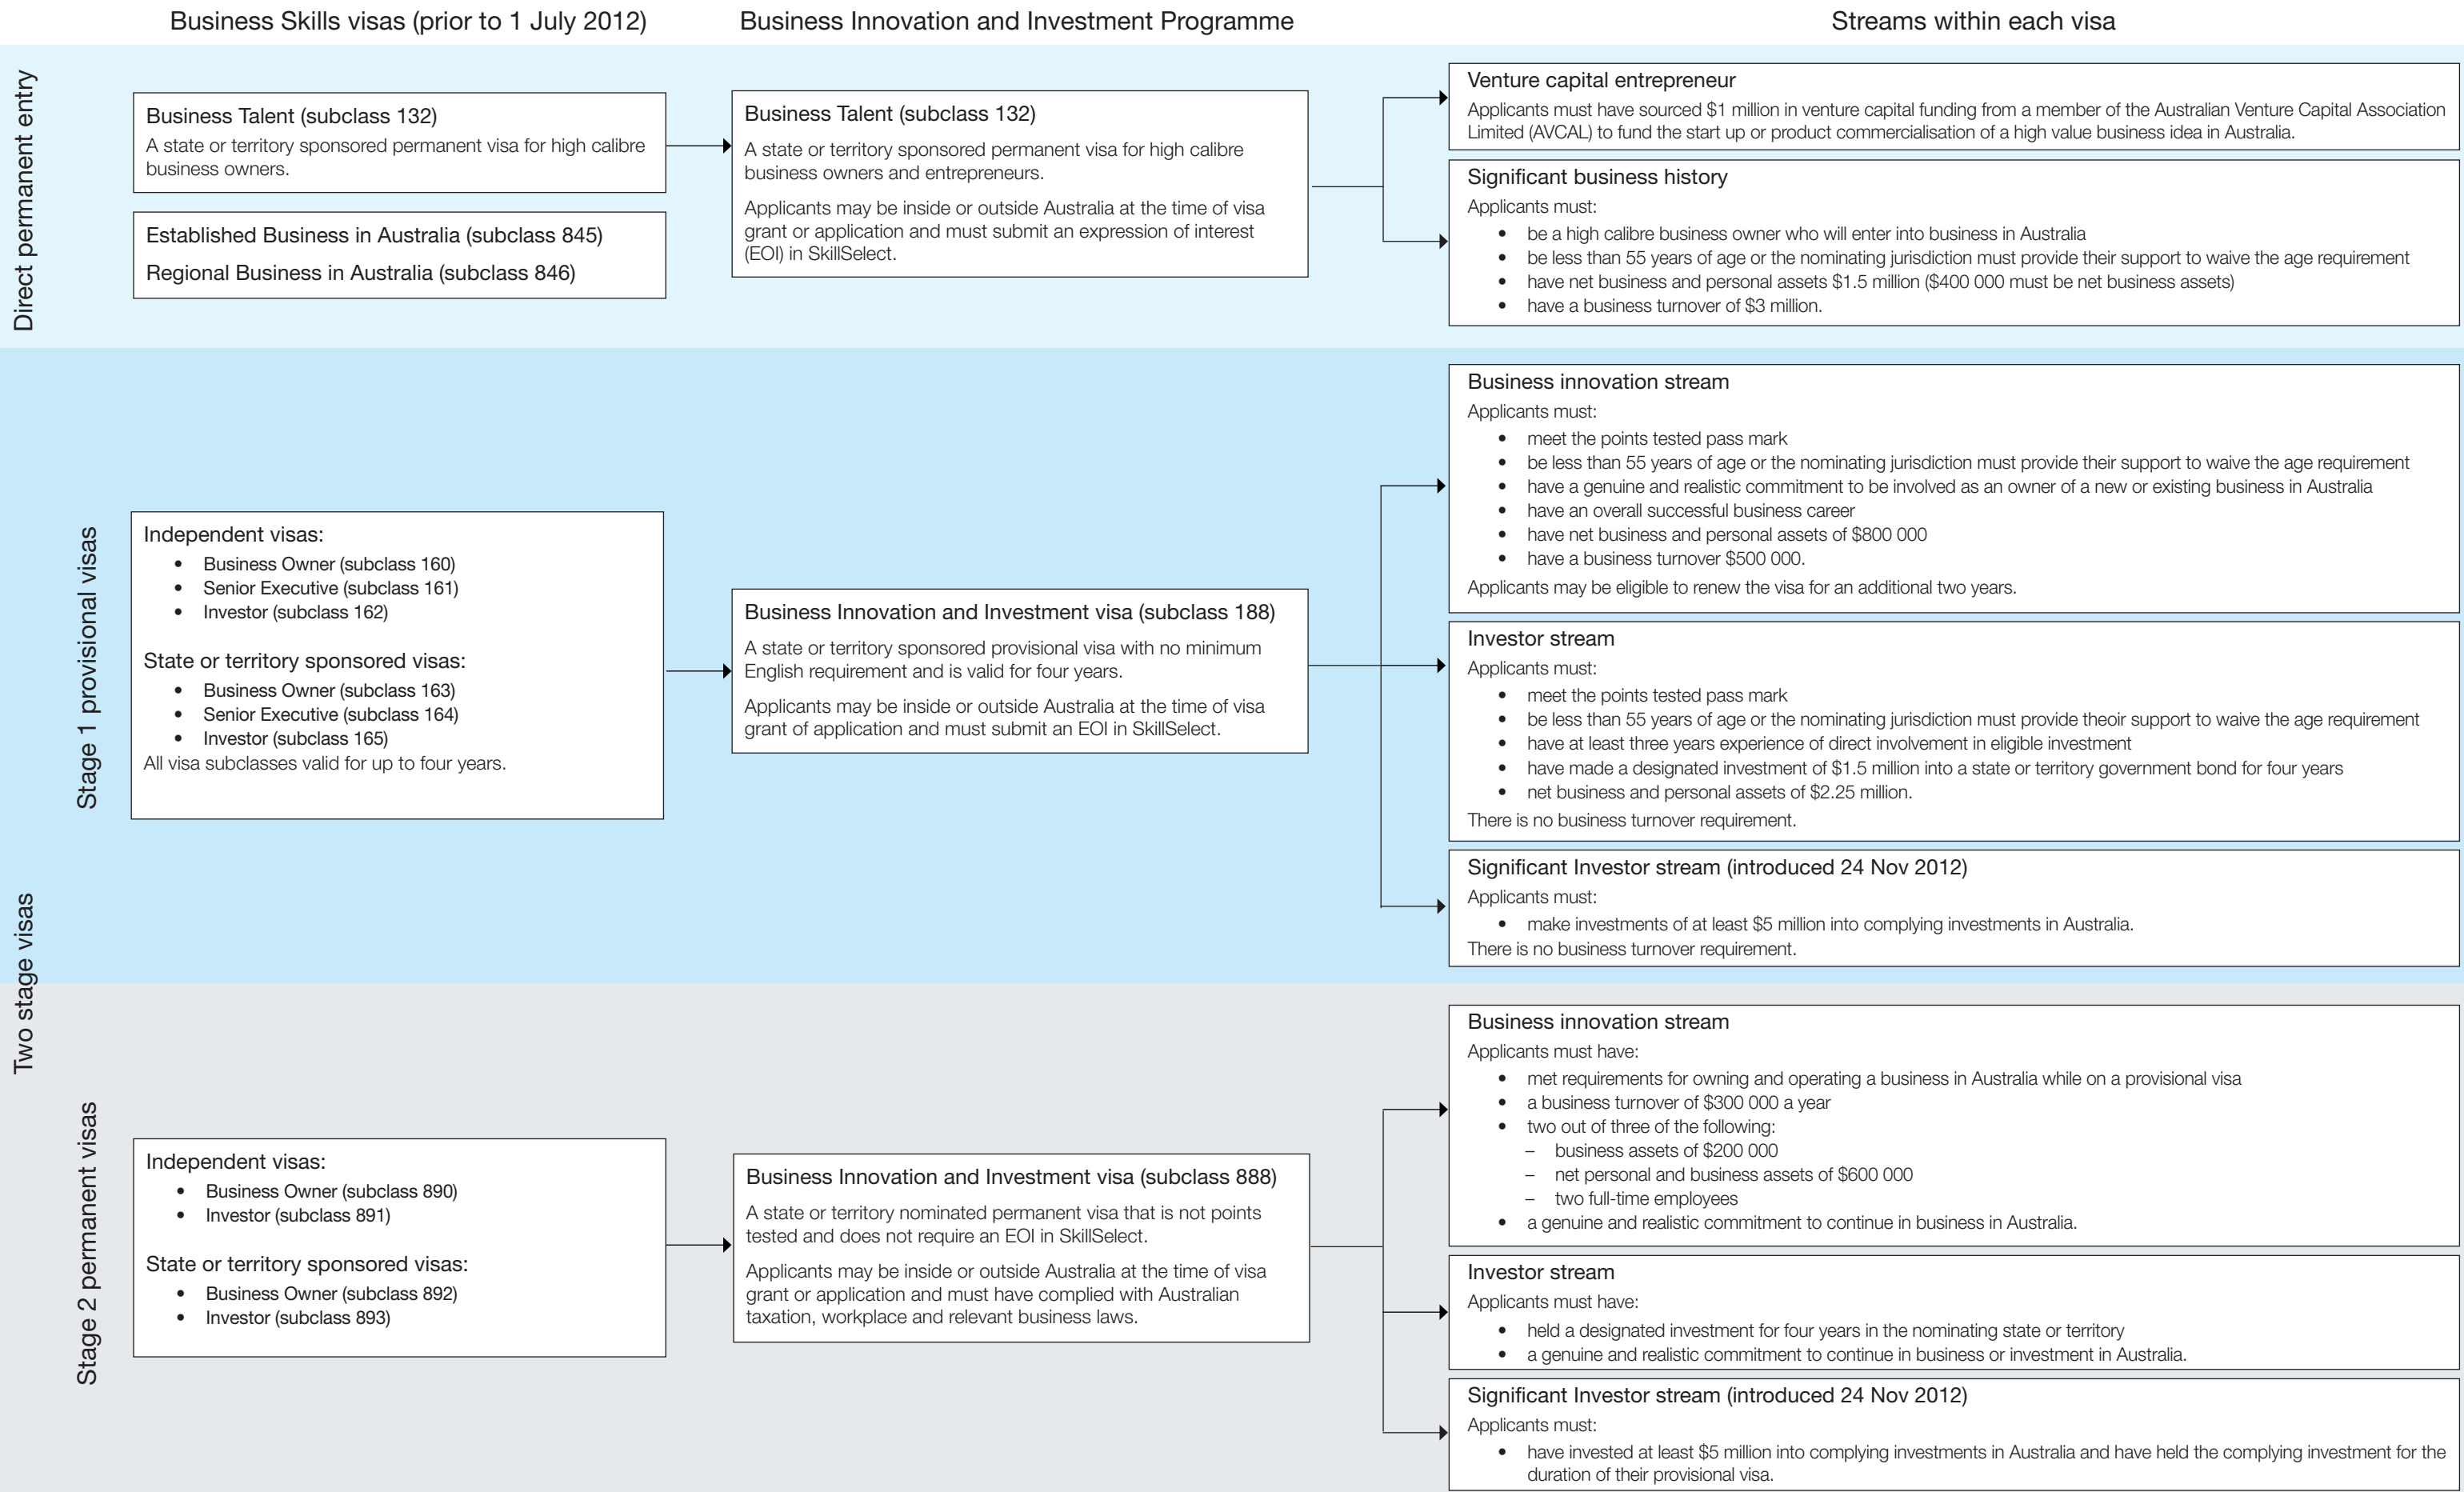 Business Skills visas (prior to 1 July 2012)
Business Innovation and Investment Programme
Streams within each visa
Direct permanent entry
Business Talent (subclass 132)
A state or territory sponsored permanent visa for high calibre
business owners.
Established Business in Australia (subclass 845)
Regional Business in Australia (subclass 846)
Business Talent (subclass 132)
A state or territory sponsored permanent visa for high calibre
business owners and entrepreneurs.
Applicants may be inside or outside Australia at the time of visa
grant or application and must submit an expression of interest
(EOI) in SkillSelect.
Venture capital entrepreneur
Applicants must have sourced $1 million in venture capital funding from a member of the Australian Venture Capital Association
Limited (AVCAL) to fund the start up or product commercialisation of a high value business idea in Australia.
Significant business history
Applicants must:
• be a high calibre business owner who will enter into business in Australia
• be less than 55 years of age or the nominating jurisdiction must provide their support to waive the age requirement
• have net business and personal assets $1.5 million ($400 000 must be net business assets)
• have a business turnover of $3 million.
Two stage visas
Stage 1 provisional visas
Independent visas:
• Business Owner (subclass 160)
• Senior Executive (subclass 161)
• Investor (subclass 162)
State or territory sponsored visas:
• Business Owner (subclass 163)
• Senior Executive (subclass 164)
• Investor (subclass 165)
All visa subclasses valid for up to four years.
Business Innovation and Investment visa (subclass 188)
A state or territory sponsored provisional visa with no minimum
English requirement and is valid for four years.
Applicants may be inside or outside Australia at the time of visa
grant of application and must submit an EOI in SkillSelect.
Business innovation stream
Applicants must:
• meet the points tested pass mark
• be less than 55 years of age or the nominating jurisdiction must provide their support to waive the age requirement
• have a genuine and realistic commitment to be involved as an owner of a new or existing business in Australia
• have an overall successful business career
• have net business and personal assets of $800 000
• have a business turnover $500 000.
Applicants may be eligible to renew the visa for an additional two years.
Investor stream
Applicants must:
• meet the points tested pass mark
• be less than 55 years of age or the nominating jurisdiction must provide theoir support to waive the age requirement
• have at least three years experience of direct involvement in eligible investment
• have made a designated investment of $1.5 million into a state or territory government bond for four years
• net business and personal assets of $2.25 million.
There is no business turnover requirement.
Significant Investor stream (introduced 24 Nov 2012)
Applicants must:
• make investments of at least $5 million into complying investments in Australia.
There is no business turnover requirement.
Stage 2 permanent visas
Independent visas:
• Business Owner (subclass 890)
• Investor (subclass 891)
State or territory sponsored visas:
• Business Owner (subclass 892)
• Investor (subclass 893)
Business Innovation and Investment visa (subclass 888)
A state or territory nominated permanent visa that is not points
tested and does not require an EOI in SkillSelect.
Applicants may be inside or outside Australia at the time of visa
grant or application and must have complied with Australian
taxation, workplace and relevant business laws.
Business innovation stream
Applicants must have:
• met requirements for owning and operating a business in Australia while on a provisional visa
• a business turnover of $300 000 a year
• two out of three of the following:
– business assets of $200 000
– net personal and business assets of $600 000
– two full-time employees
• a genuine and realistic commitment to continue in business in Australia.
Investor stream
Applicants must have:
• held a designated investment for four years in the nominating state or territory
• a genuine and realistic commitment to continue in business or investment in Australia.
Significant Investor stream (introduced 24 Nov 2012)
Applicants must:
• have invested at least $5 million into complying investments in Australia and have held the complying investment for the
duration of their provisional visa.